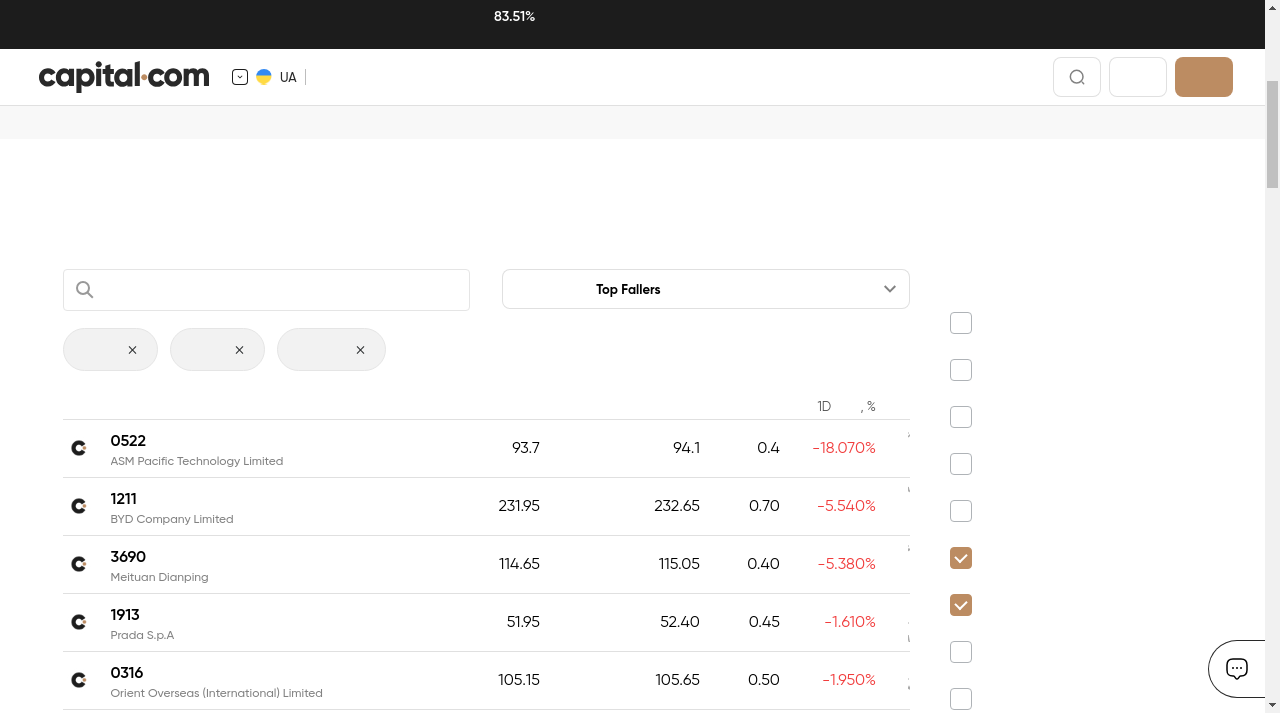 83.51%
capital.com
UA
Top Fallers
1D , %
0522 93.7 94.1 0.4 -18.070%
ASM Pacific Technology Limited
1211 231.95 232.65 0.70 -5.540%
BYD Company Limited
3690 114.65 115.05 0.40 -5.380%
Meituan Dianping
1913 51.95 52.40 0.45 -1.610%
Prada S.p.A
0316 105.15 105.65 0.50 -1.950%
Orient Overseas (International) Limited